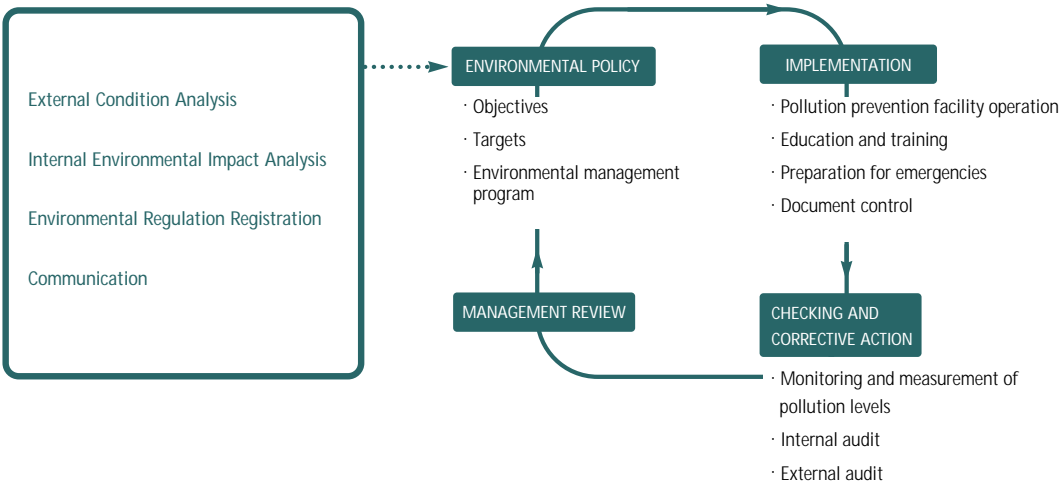 External Condition Analysis
Internal Environmental Impact Analysis
Environmental Regulation Registration
Communication
ENVIRONMENTAL POLICY
· Objectives
· Targets
· Environmental management
program
IMPLEMENTATION
· Pollution prevention facility operation
· Education and training
· Preparation for emergencies
· Document control
MANAGEMENT REVIEW
CHECKING AND
CORRECTIVE ACTION
· Monitoring and measurement of
pollution levels
· Internal audit
· External audit